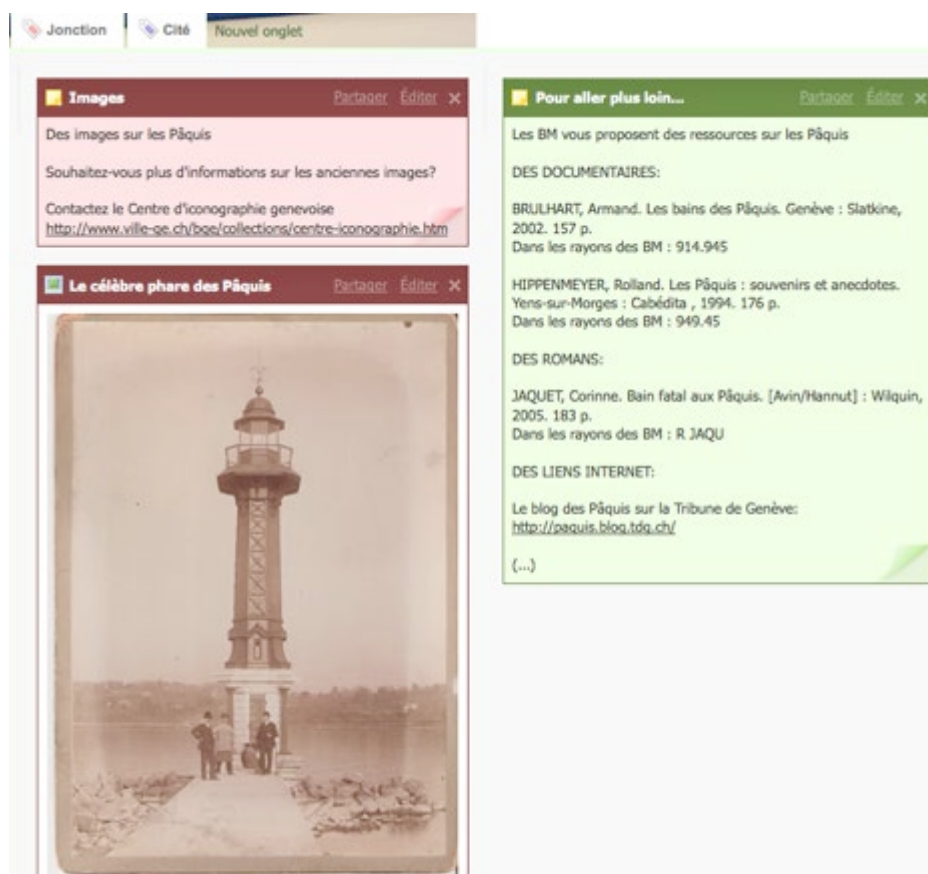 Jonction
Cité
Nouvel onglet
Images
Partager Éditer ×
Des images sur les Pâquis
Souhaitez-vous plus d'informations sur les anciennes images?
Contactez le Centre d'iconographie genevoise
http://www.ville-ge.ch/bge/collections/centre-iconographie.htm
Le célèbre phare des Pâquis
Partager Éditer ×
Pour aller plus loin...
Partager Éditer ×
Les BM vous proposent des ressources sur les Pâquis
DES DOCUMENTAIRES:
BRULHART, Armand. Les bains des Pâquis. Genève : Slatkine,
2002. 157 p.
Dans les rayons des BM : 914.945
HIPPENMEYER, Rolland. Les Pâquis : souvenirs et anecdotes.
Yens-sur-Morges : Cabédita , 1994. 176 p.
Dans les rayons des BM : 949.45
DES ROMANS:
JAQUET, Corinne. Bain fatal aux Pâquis. [Avin/Hannut] : Wilquin,
2005. 183 p.
Dans les rayons des BM : R JAQU
DES LIENS INTERNET:
Le blog des Pâquis sur la Tribune de Genève:
http://paquis.blog.tdg.ch/
(...)